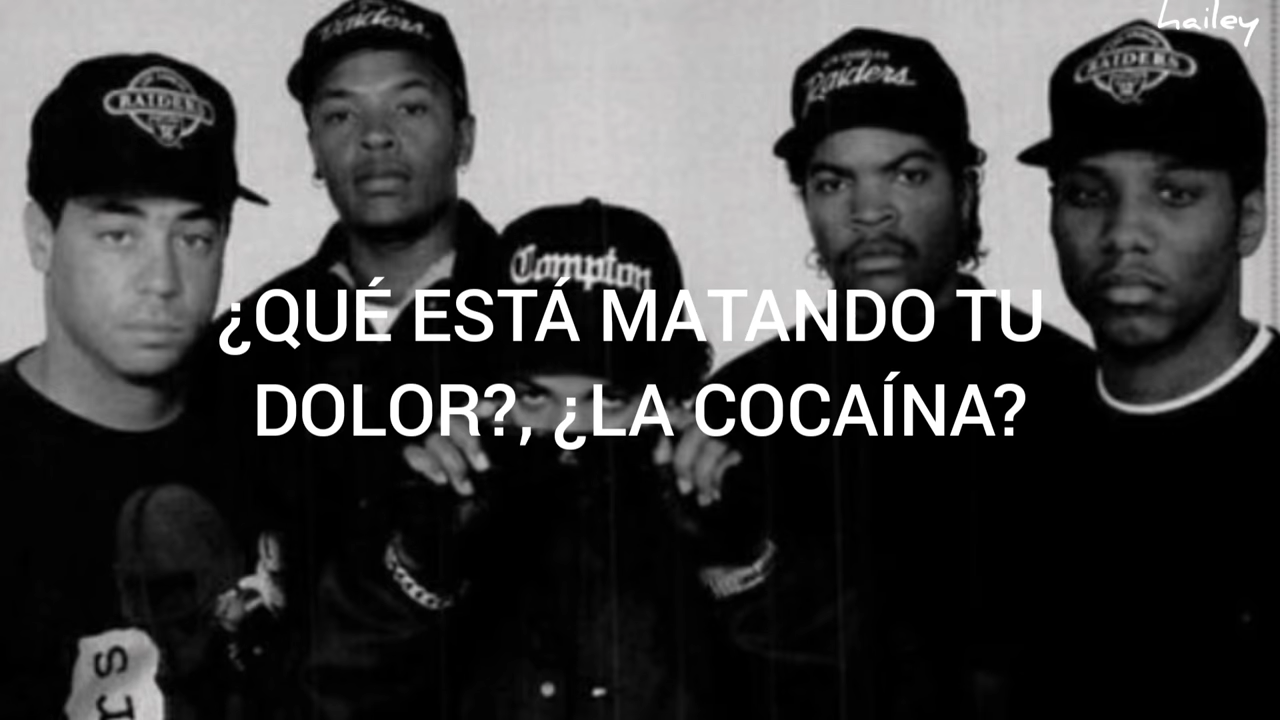 hailey
Raiders
Raiders
RAIDERS
RAIDERS
Compton
¿QUÉ ESTÁ MATANDO TU
DOLOR?, ¿LA COCAÍNA?